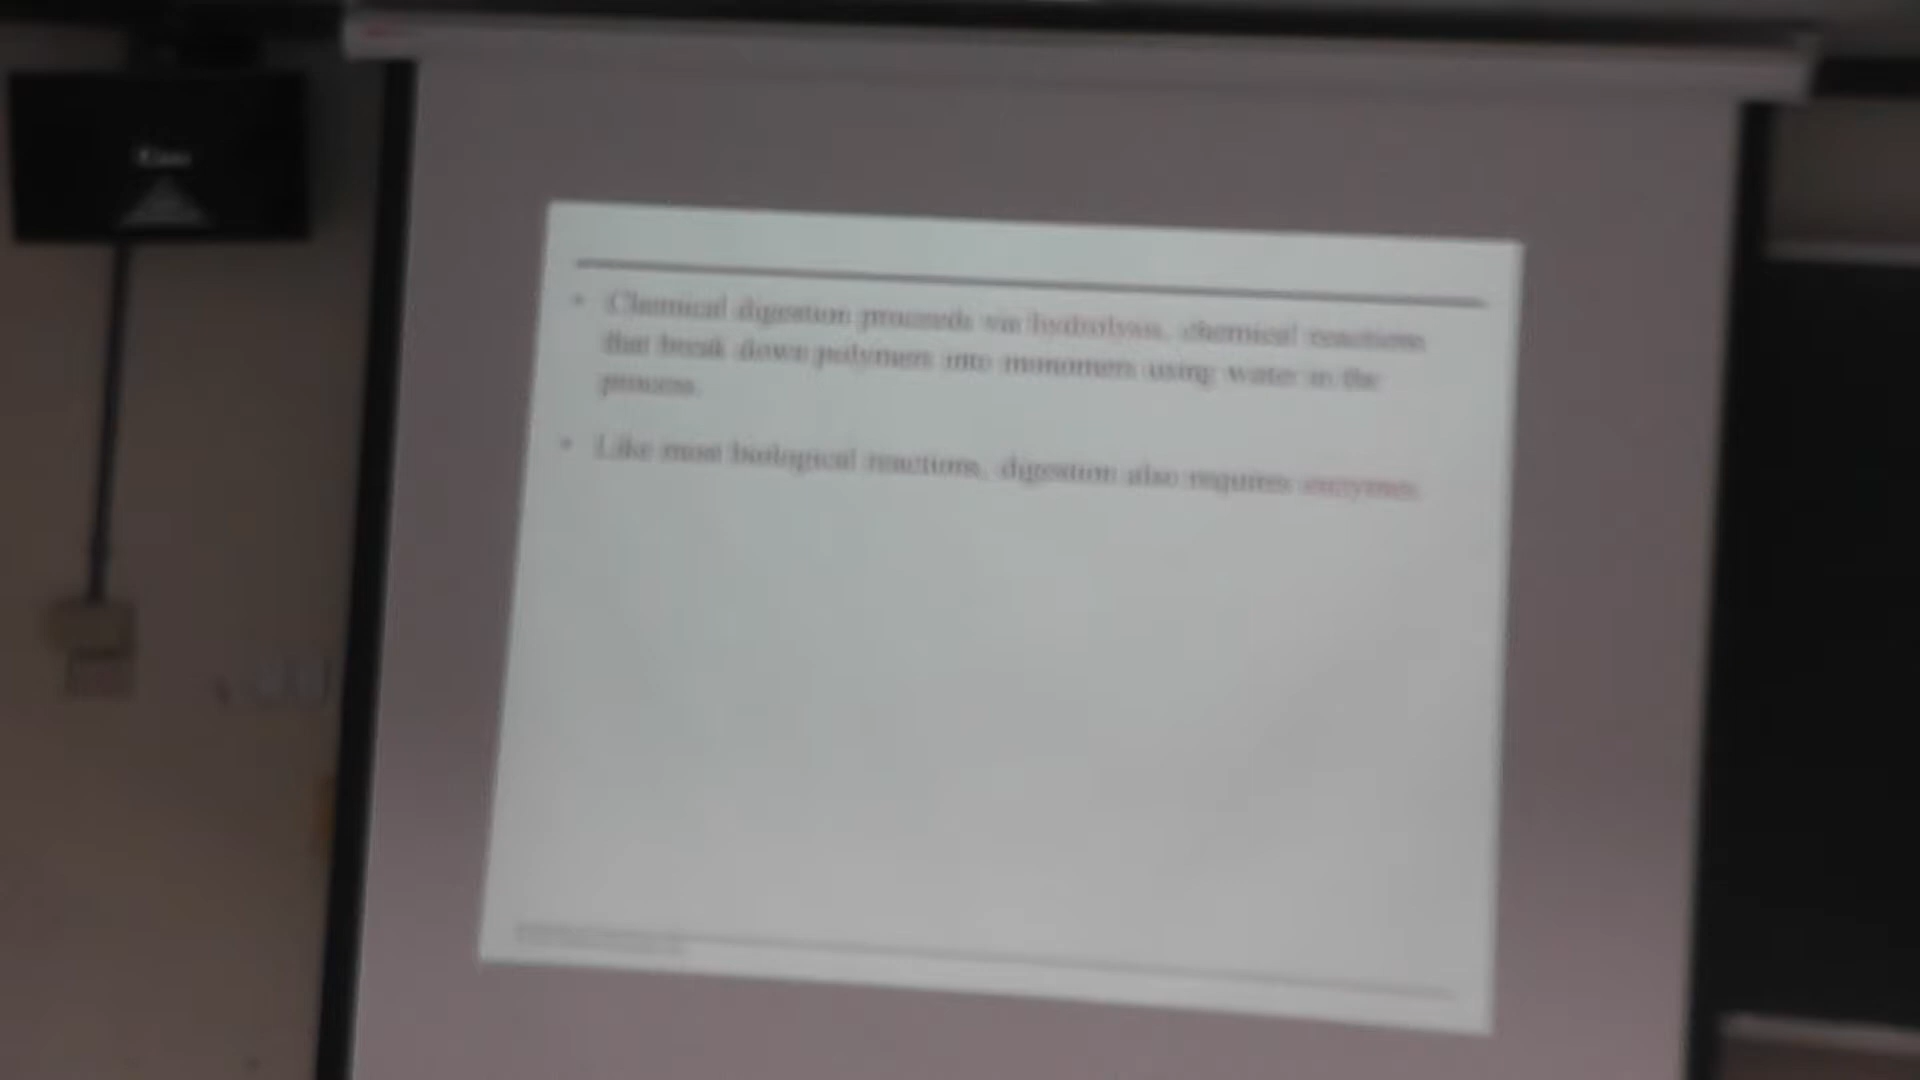 • Chemical digestion proceeds via hydrolysis, chemical reactions
that break down polymers into monomers using water in the
process.
• Like most biological reactions, digestion also requires enzymes.